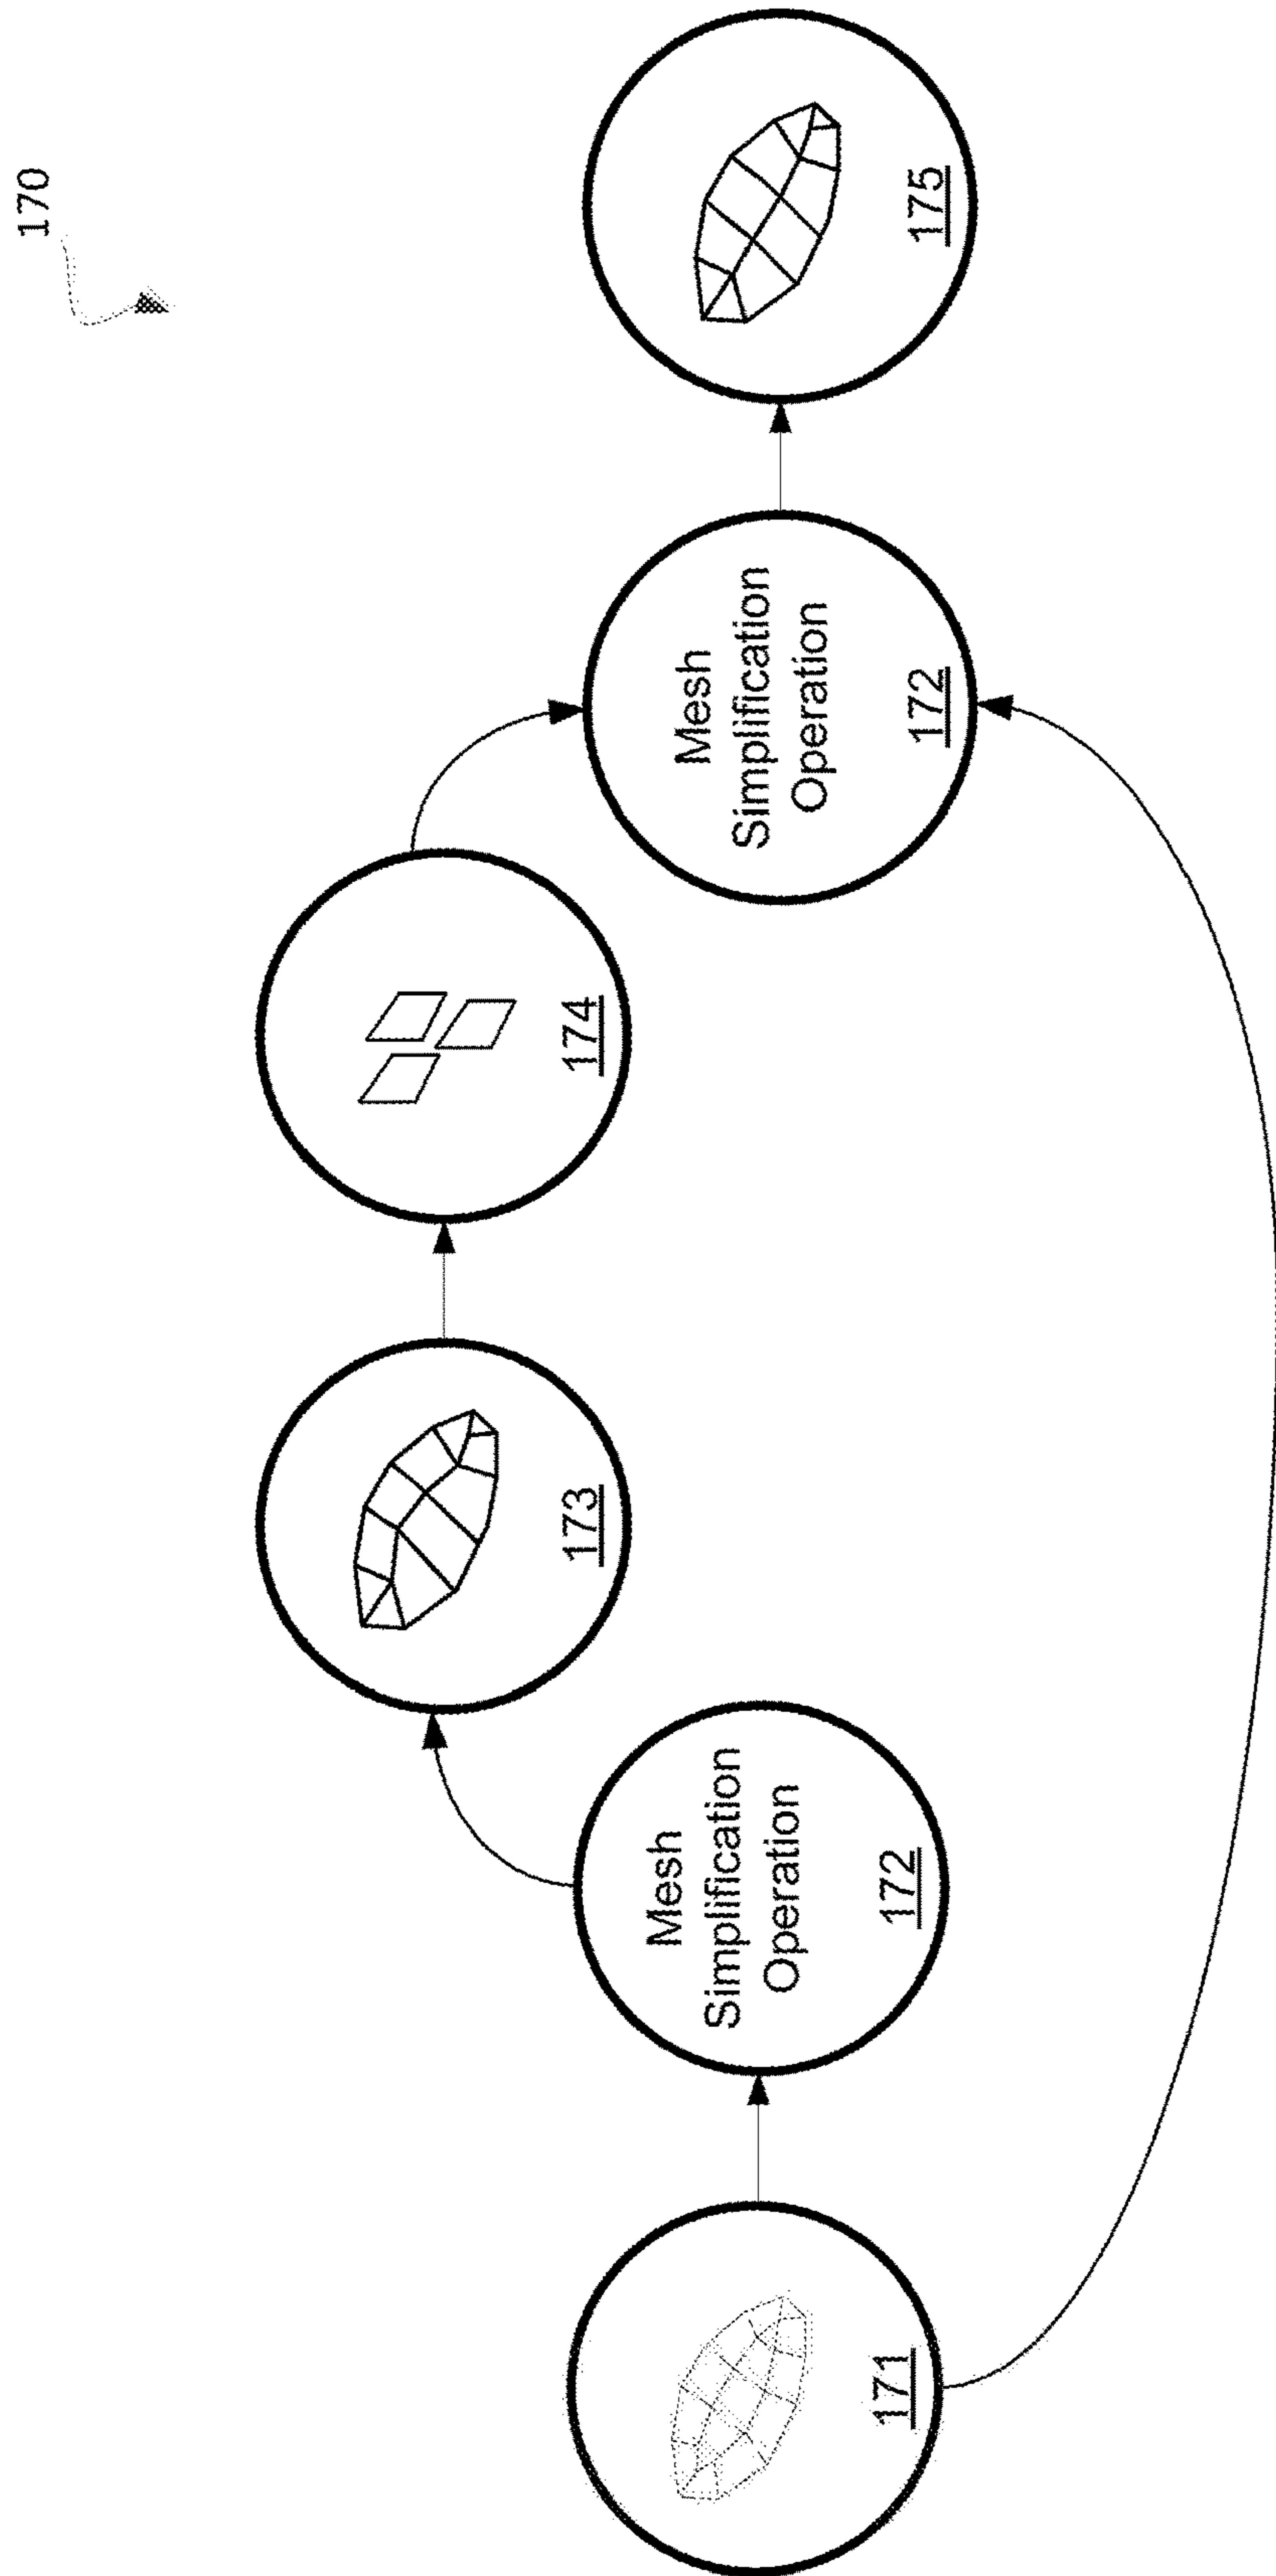 170
171
Mesh
Simplification
Operation
172
173
174
Mesh
Simplification
Operation
172
175